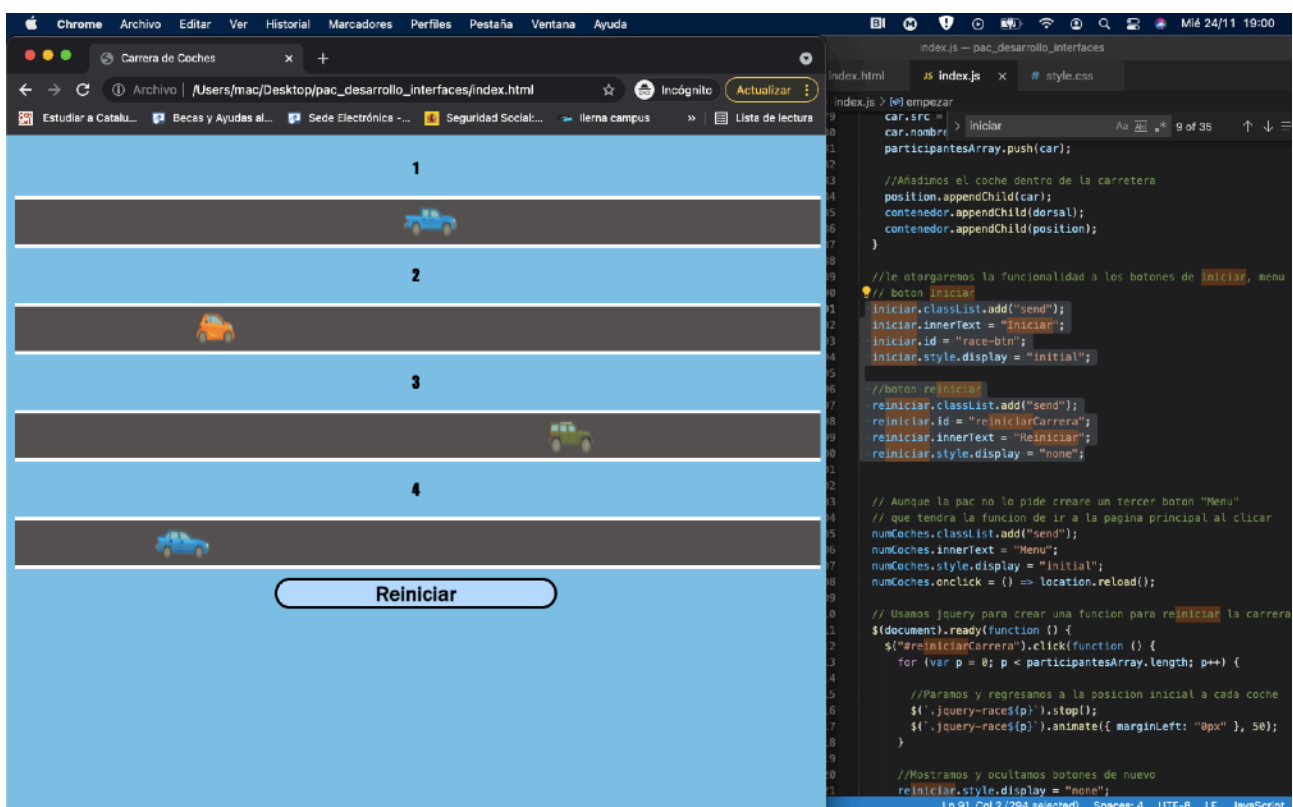 Chrome Archivo Editar Ver Historial Marcadores Perfiles Pestaña Ventana Ayuda
Mié 24/11 19:00
Carrera de Coches
Archivo | /Users/mac/Desktop/pac_desarrollo_interfaces/index.html
Incógnito
Actualizar
Estudiar a Catalu...
Becas y Ayudas al...
Sede Electrónica -...
Seguridad Social:...
Ilerna campus
»
Lista de lectura
1
2
3
4
Reiniciar
index.js — pac_desarrollo_interfaces
index.html
JS index.js
# style.css
index.js > empezar
iniciar
9 of 35
car.src =
car.nombre
participantesArray.push(car);
//Añadimos el coche dentro de la carretera
position.appendChild(car);
contenedor.appendChild(dorsal);
contenedor.appendChild(position);
}
//le otorgaremos la funcionalidad a los botones de iniciar, menu
// boton Iniciar
iniciar.classList.add("send");
iniciar.innerText = "Iniciar";
iniciar.id = "race-btn";
iniciar.style.display = "initial";
//boton reiniciar
reiniciar.classList.add("send");
reiniciar.id = "reiniciarCarrera";
reiniciar.innerText = "Reiniciar";
reiniciar.style.display = "none";
// Aunque la pac no lo pide creare un tercer boton "Menu"
// que tendra la funcion de ir a la pagina principal al clicar
numCoches.classList.add("send");
numCoches.innerText = "Menu";
numCoches.style.display = "initial";
numCoches.onclick = () => location.reload();
// Usamos jquery para crear una funcion para reiniciar la carrera
$(document).ready(function () {
$("#reiniciarCarrera").click(function () {
for (var p = 0; p < participantesArray.length; p++) {
//Paramos y regresamos a la posicion inicial a cada coche
$(`.jquery-race${p}`).stop();
$(`.jquery-race${p}`).animate({ marginLeft: "0px" }, 50);
}
//Mostramos y ocultamos botones de nuevo
reiniciar.style.display = "none";
Ln 91, Col 2 (294 selected) Spaces: 4 UTF-8 LF JavaScript